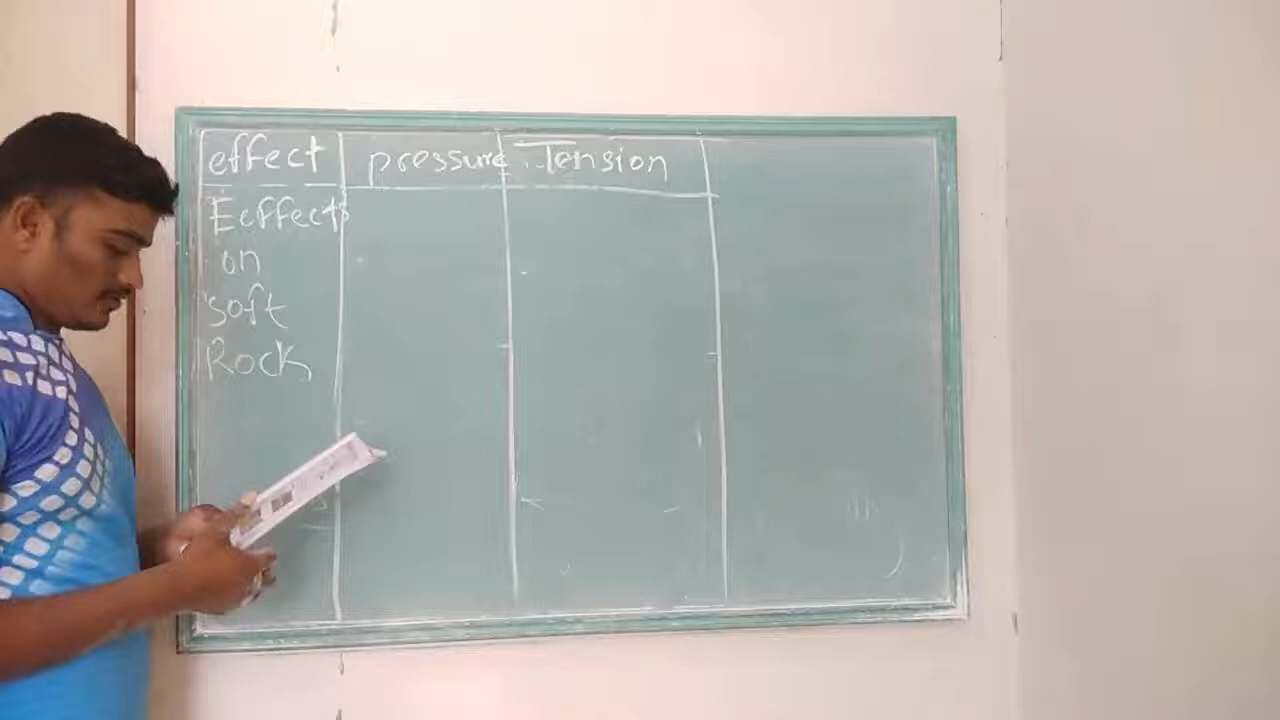 effect pressure Tension
Eeffects
on
soft
Rock